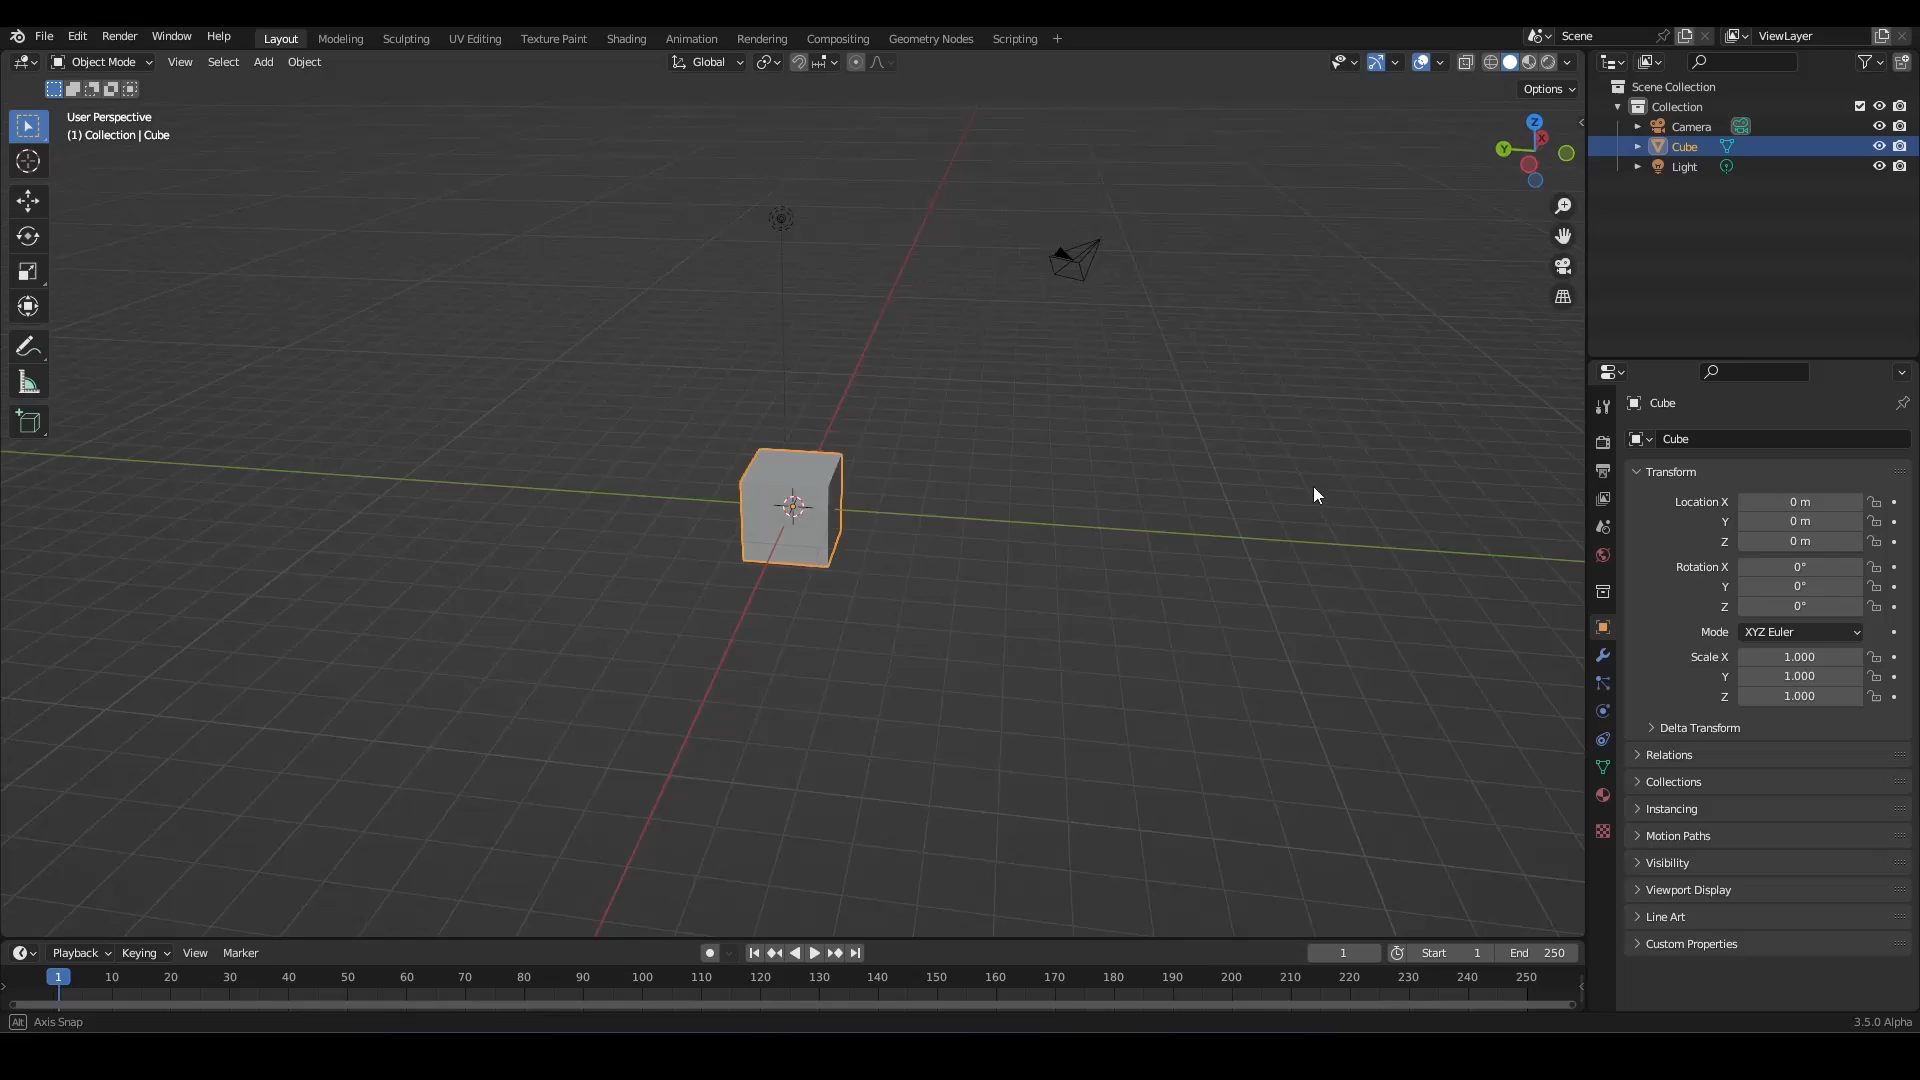 File Edit Render Window Help Layout Modeling Sculpting UV Editing Texture Paint Shading Animation Rendering Compositing Geometry Nodes Scripting + Scene ViewLayer
Object Mode View Select Add Object Global
Options
User Perspective
(1) Collection | Cube
Z
X
Y
Scene Collection
Collection
Camera
Cube
Light
Cube
Cube
Transform
Location X 0 m
Y 0 m
Z 0 m
Rotation X 0°
Y 0°
Z 0°
Mode XYZ Euler
Scale X 1.000
Y 1.000
Z 1.000
Delta Transform
Relations
Collections
Instancing
Motion Paths
Visibility
Viewport Display
Line Art
Custom Properties
Playback Keying View Marker 1 Start 1 End 250
1 10 20 30 40 50 60 70 80 90 100 110 120 130 140 150 160 170 180 190 200 210 220 230 240 250
Alt Axis Snap 3.5.0 Alpha